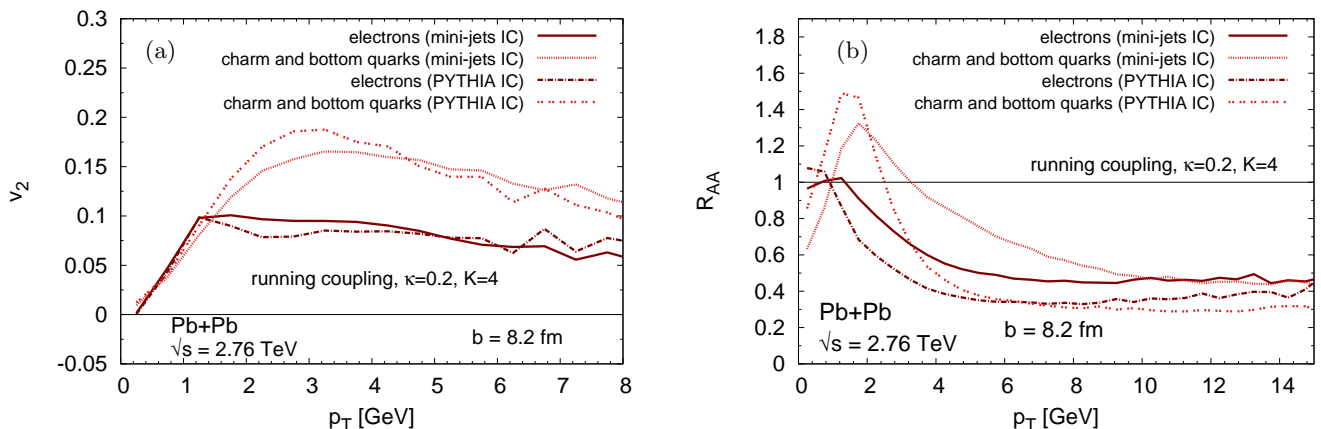 (a)
electrons (mini-jets IC)
charm and bottom quarks (mini-jets IC)
electrons (PYTHIA IC)
charm and bottom quarks (PYTHIA IC)
0.3
0.25
0.2
0.15
0.1
0.05
0
-0.05
v2
running coupling, κ=0.2, K=4
Pb+Pb
√s = 2.76 TeV
b = 8.2 fm
0 1 2 3 4 5 6 7 8
pT [GeV]
(b)
electrons (mini-jets IC)
charm and bottom quarks (mini-jets IC)
electrons (PYTHIA IC)
charm and bottom quarks (PYTHIA IC)
1.8
1.6
1.4
1.2
1
0.8
0.6
0.4
0.2
0
RAA
running coupling, κ=0.2, K=4
Pb+Pb
√s = 2.76 TeV
b = 8.2 fm
0 2 4 6 8 10 12 14
pT [GeV]